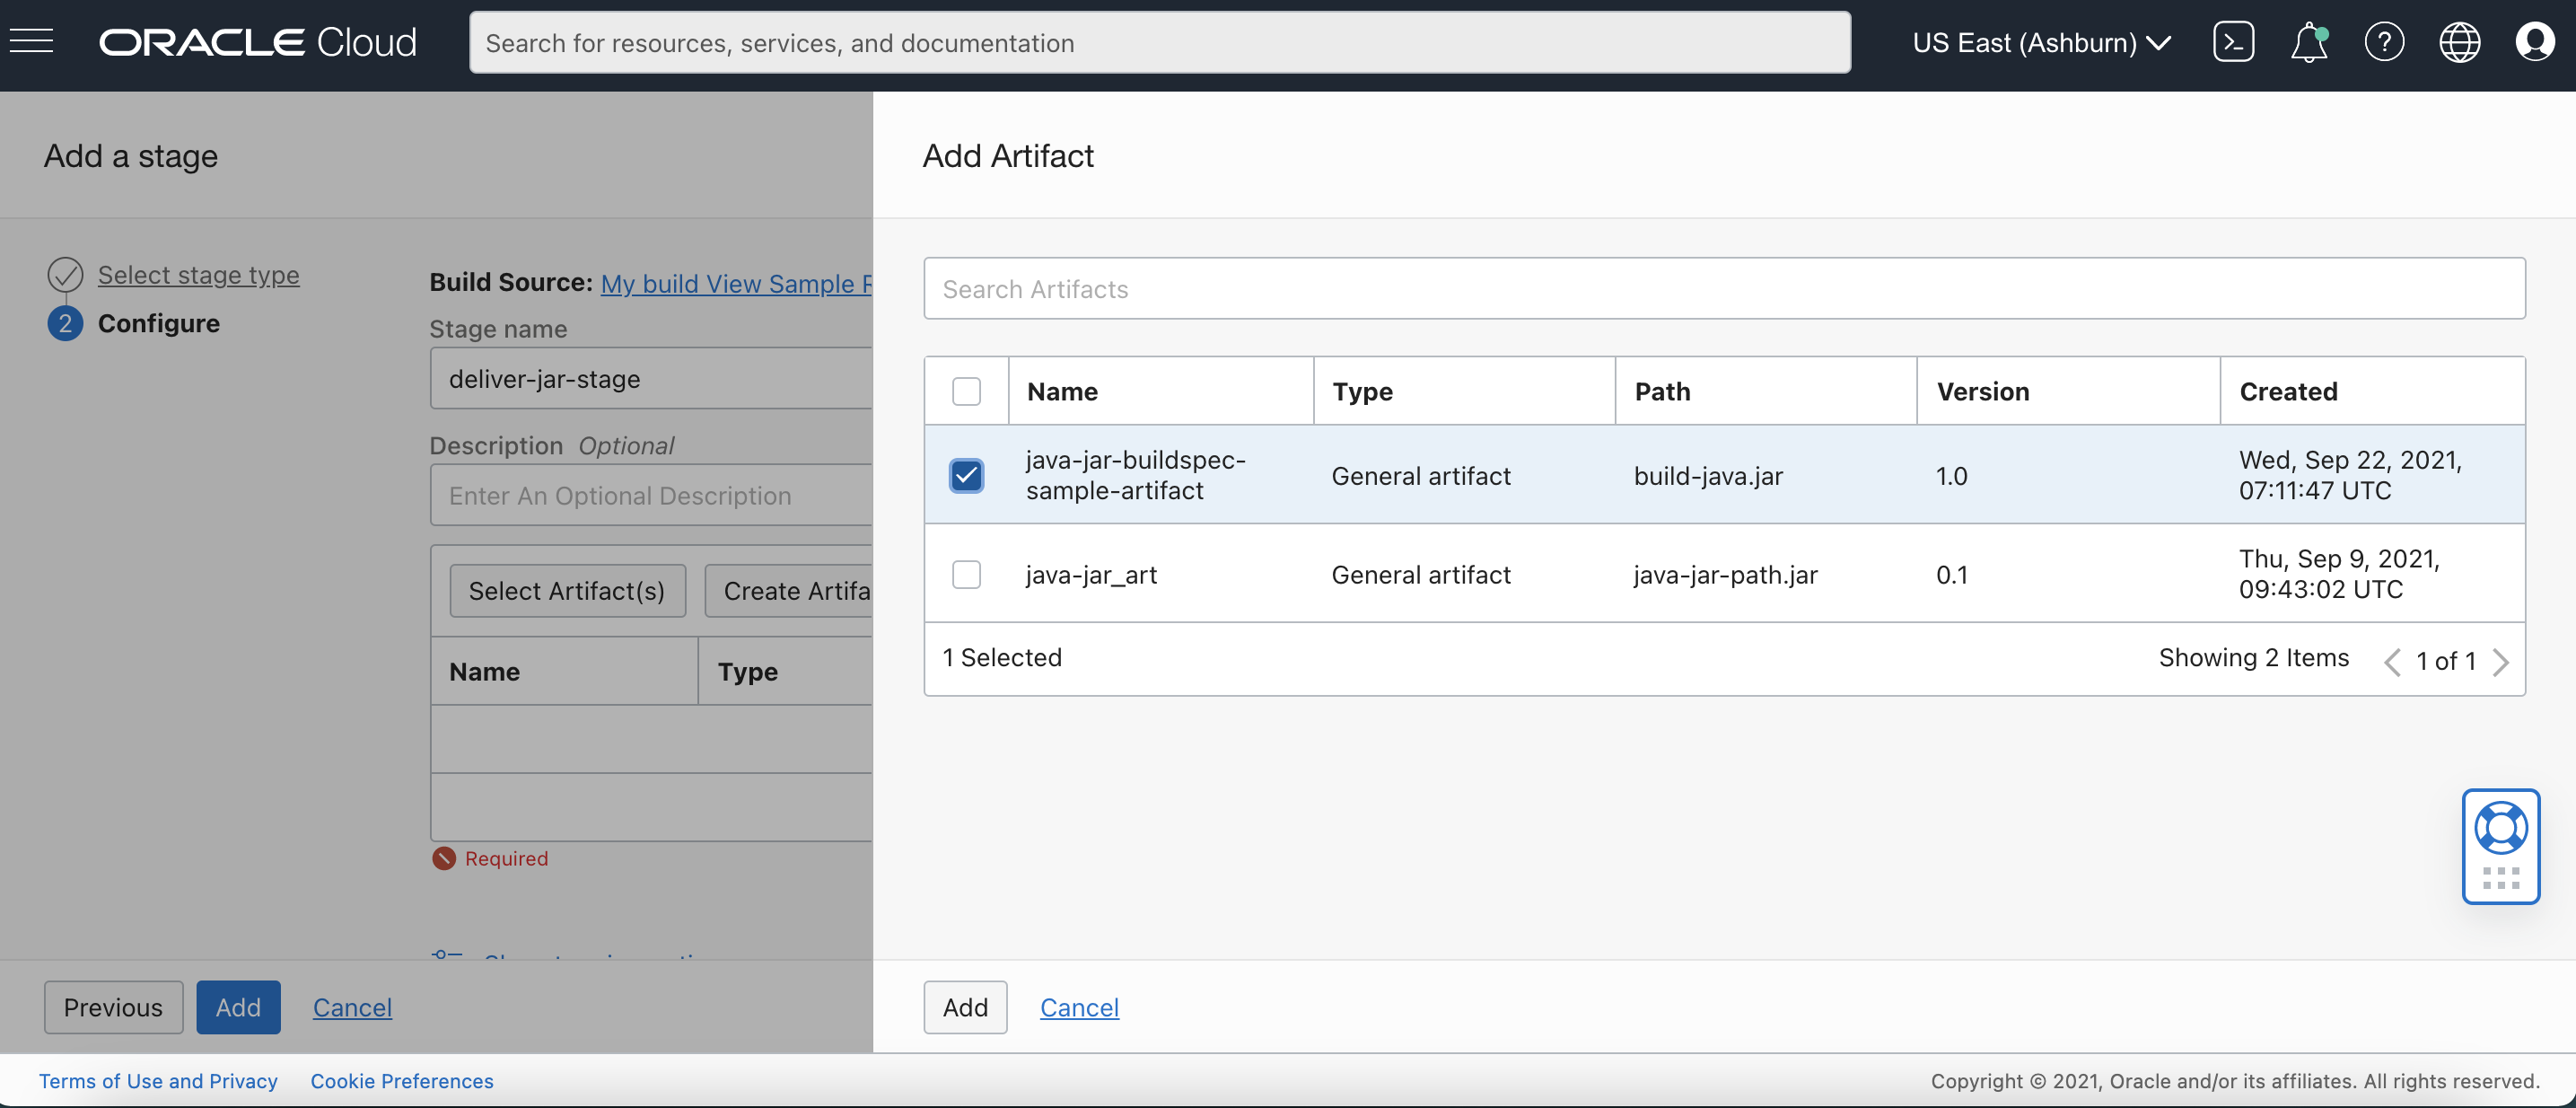 ORACLE Cloud
Search for resources, services, and documentation
US East (Ashburn)
Add a stage
Select stage type
2 Configure
Build Source: My build View Sample
Stage name
deliver-jar-stage
Description Optional
Enter An Optional Description
Select Artifact(s) Create Artifa
Name Type
Required
Previous Add Cancel
Add Artifact
Search Artifacts
Name Type Path Version Created
java-jar-buildspec-
sample-artifact
General artifact
build-java.jar
1.0
Wed, Sep 22, 2021,
07:11:47 UTC
java-jar_art
General artifact
java-jar-path.jar
0.1
Thu, Sep 9, 2021,
09:43:02 UTC
1 Selected
Showing 2 Items 1 of 1
Add Cancel
Terms of Use and Privacy Cookie Preferences
Copyright © 2021, Oracle and/or its affiliates. All rights reserved.